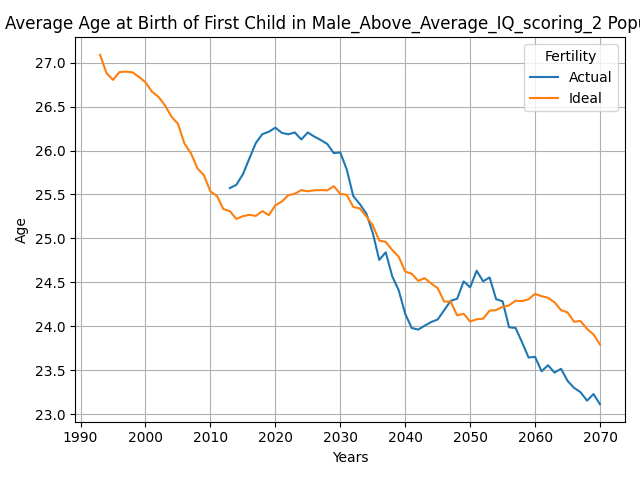 Average Age at Birth of First Child in Male_Above_Average_IQ_scoring_2 Popu
Fertility
Actual
Ideal
27.0
26.5
26.0
25.5
25.0
24.5
24.0
23.5
23.0
Age
1990 2000 2010 2020 2030 2040 2050 2060 2070
Years